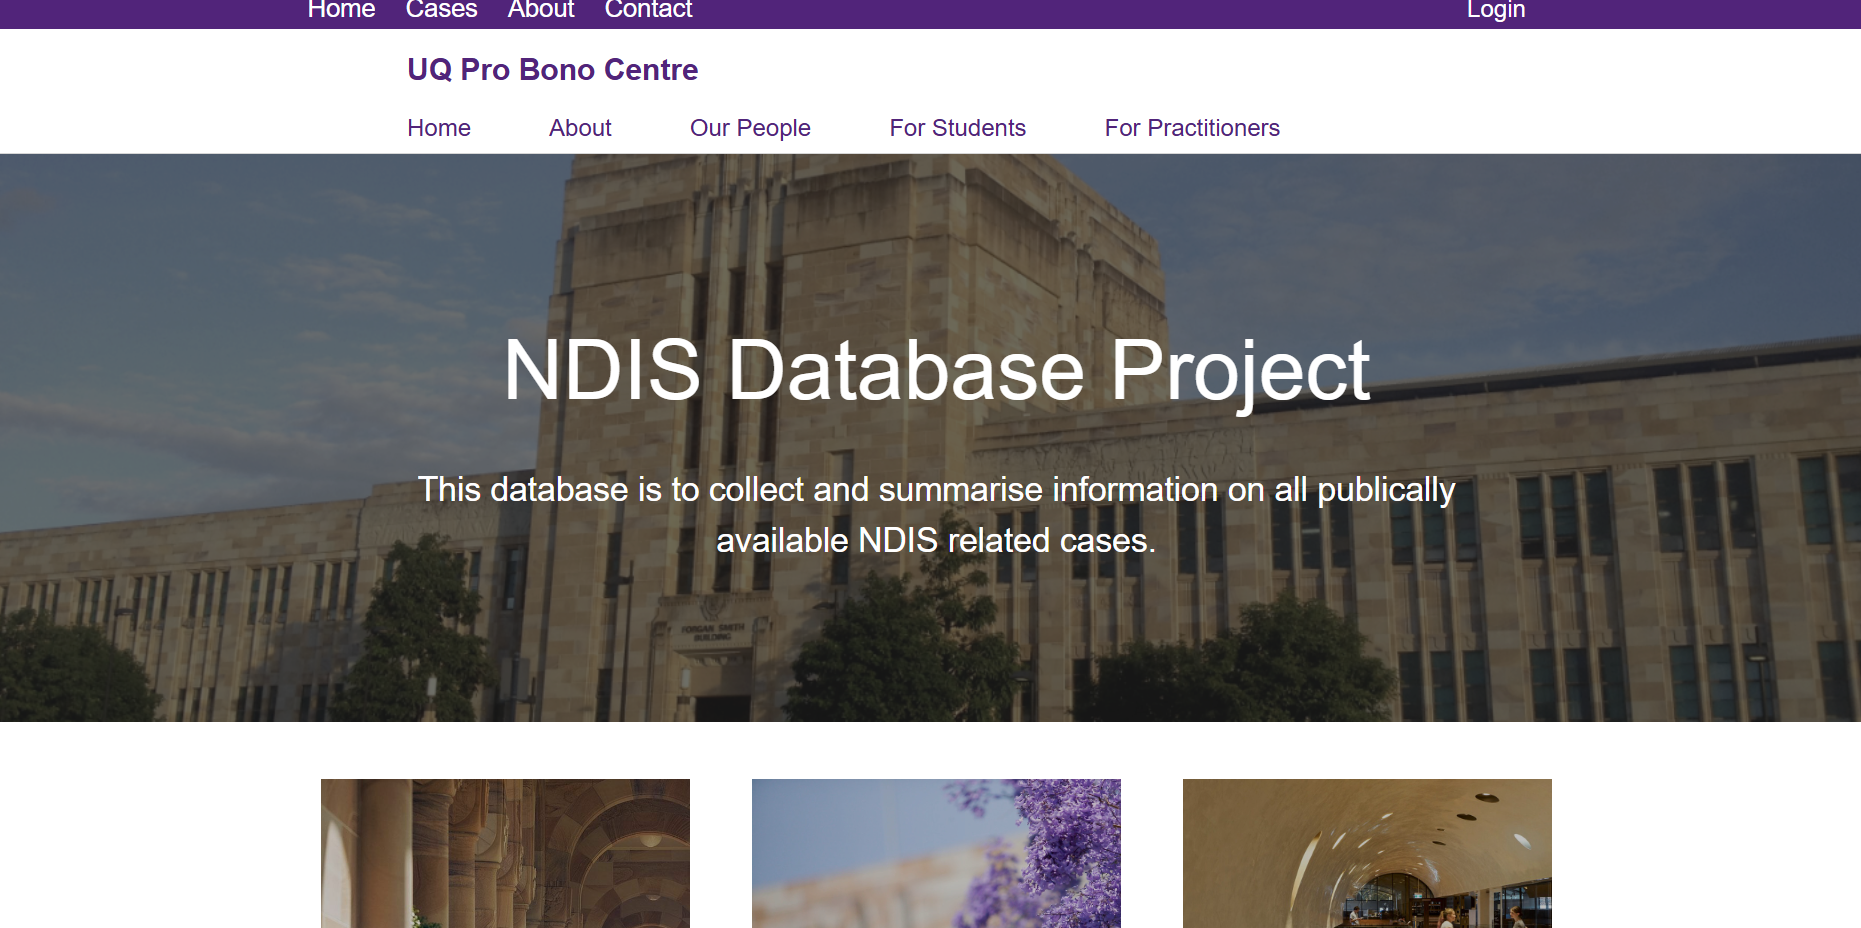 Home Cases About Contact Login
UQ Pro Bono Centre
Home About Our People For Students For Practitioners
NDIS Database Project
This database is to collect and summarise information on all publically
available NDIS related cases.
FORGAN SMITH
BUILDING